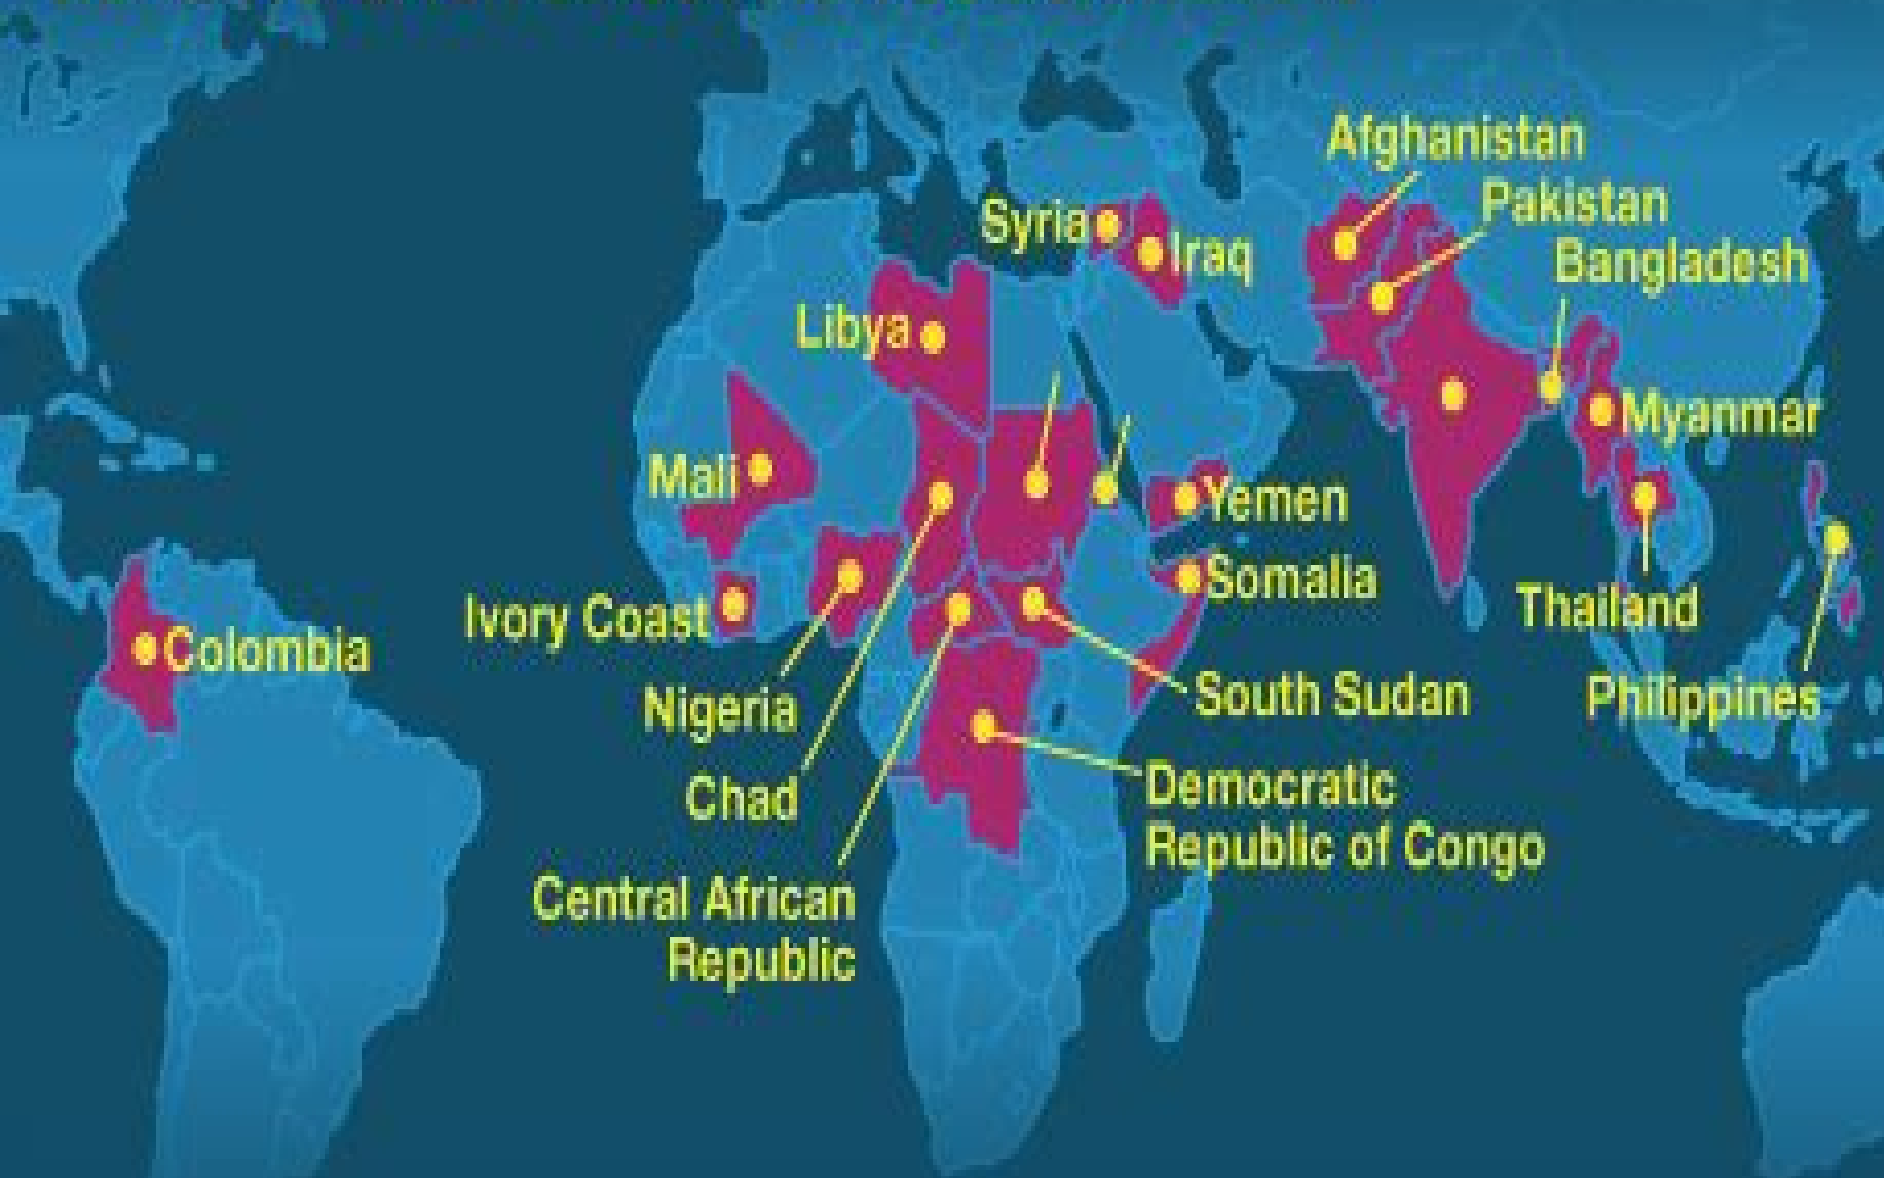 Afghanistan
Pakistan
Syria
Iraq
Bangladesh
Libya
Myanmar
Mali
Yemen
Somalia
Ivory Coast
Thailand
Colombia
Nigeria
South Sudan
Philippines
Chad
Democratic
Republic of Congo
Central African
Republic